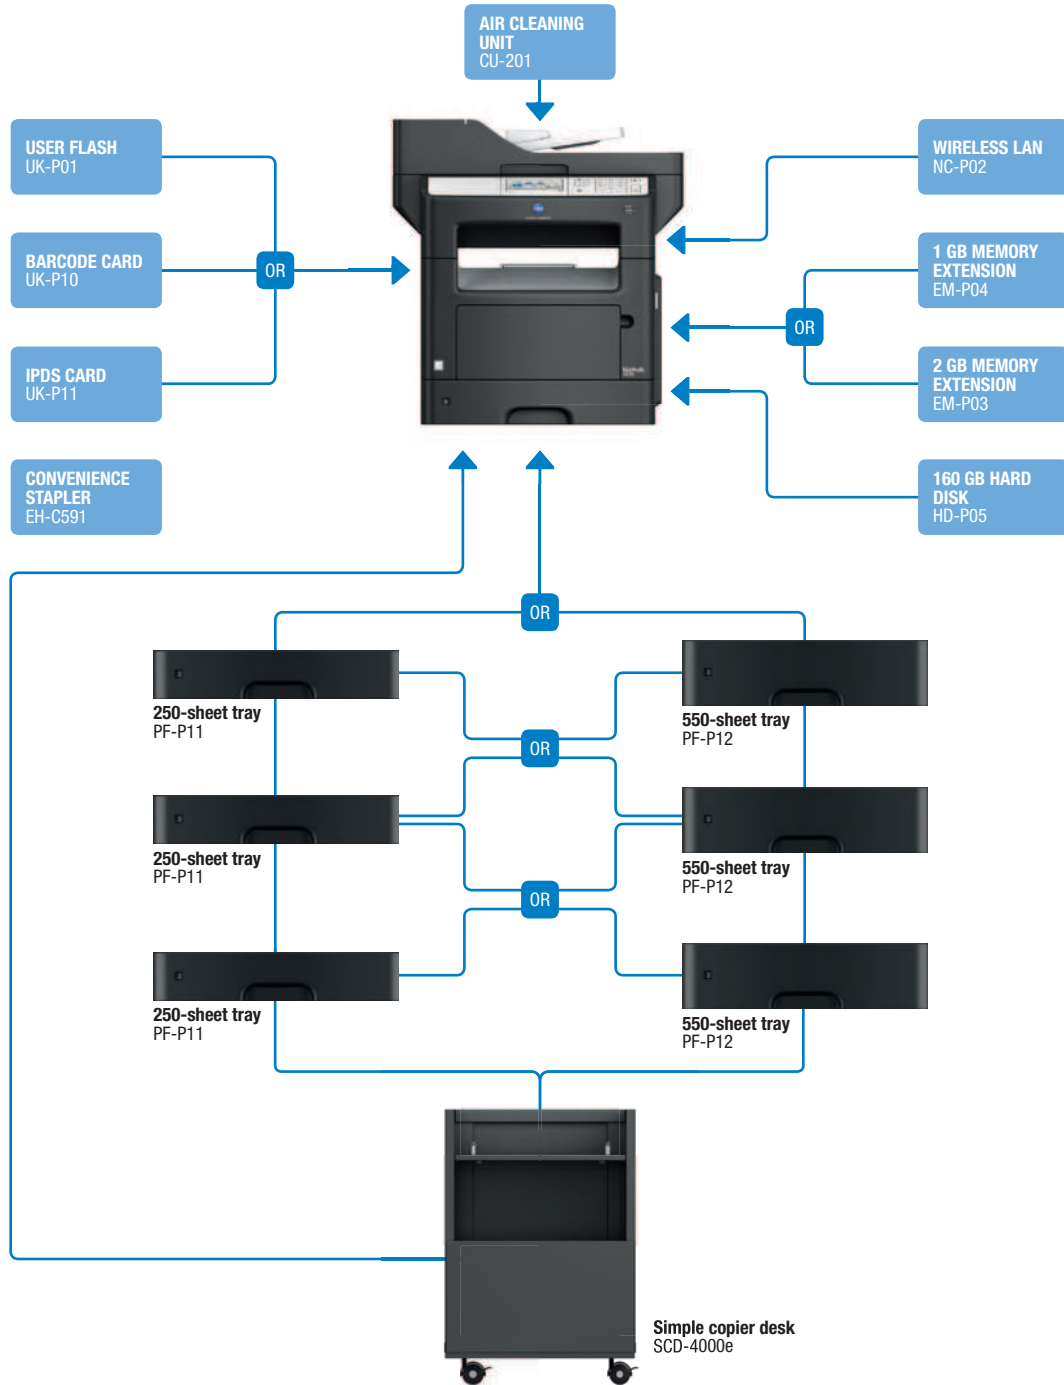 AIR CLEANING
UNIT
CU-201
USER FLASH
UK-P01
WIRELESS LAN
NC-P02
BARCODE CARD
UK-P10
OR
1 GB MEMORY
EXTENSION
EM-P04
OR
IPDS CARD
UK-P11
2 GB MEMORY
EXTENSION
EM-P03
CONVENIENCE
STAPLER
EH-C591
160 GB HARD
DISK
HD-P05
OR
250-sheet tray
PF-P11
550-sheet tray
PF-P12
OR
250-sheet tray
PF-P11
550-sheet tray
PF-P12
OR
250-sheet tray
PF-P11
550-sheet tray
PF-P12
Simple copier desk
SCD-4000e